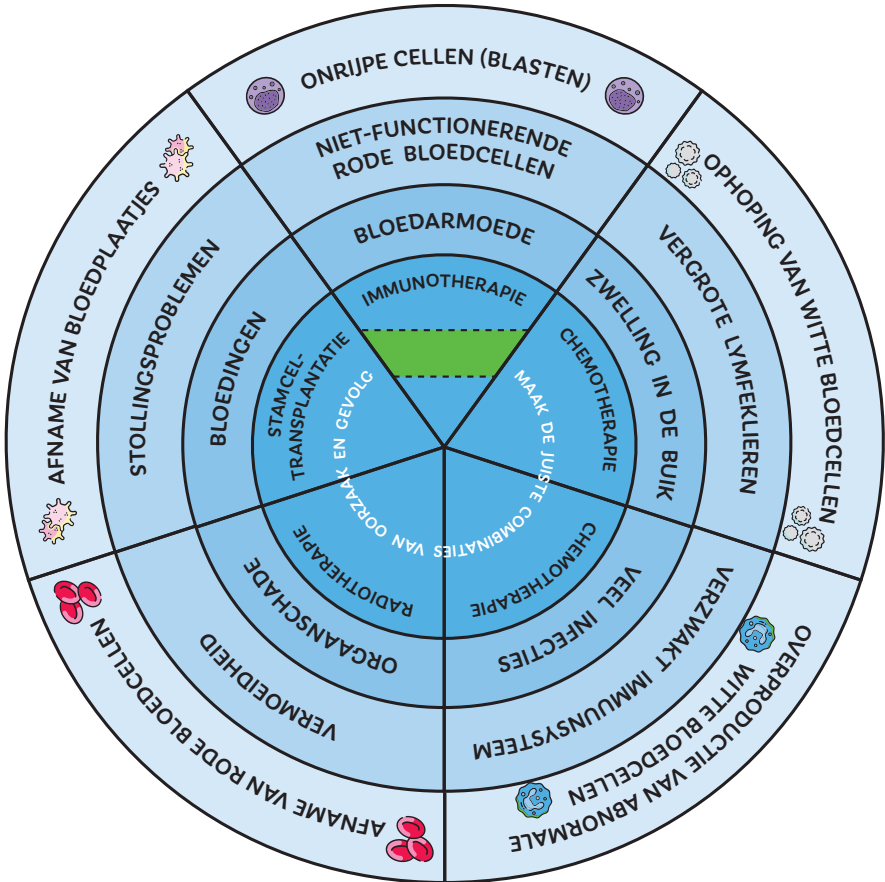 ONRIJPE CELLEN (BLASTEN)
NIET-FUNCTIONERENDE
RODE BLOEDCELLEN
BLOEDARMOEDE
IMMUNOTHERAPIE
OPHOPING VAN WITTE BLOEDCELLEN
VERGROTE LYMFEKLIEREN
ZWELLING IN DE BUIK
CHEMOTHERAPIE
OVERPRODUCTIE VAN ABNORMALE
WITTE BLOEDCELLEN
VERZWAKT IMMUUNSYSTEEM
VEEL INFECTIES
CHEMOTHERAPIE
AFNAME VAN RODE BLOEDCELLEN
VERMOEIDHEID
ORGAANSCHADE
RADIOTHERAPIE
AFNAME VAN BLOEDPLAATJES
STOLLINGSPROBLEMEN
BLOEDINGEN
STAMCEL-
TRANSPLANTATIE
MAAK DE JUISTE COMBINATIES VAN OORZAAK EN GEVOLG